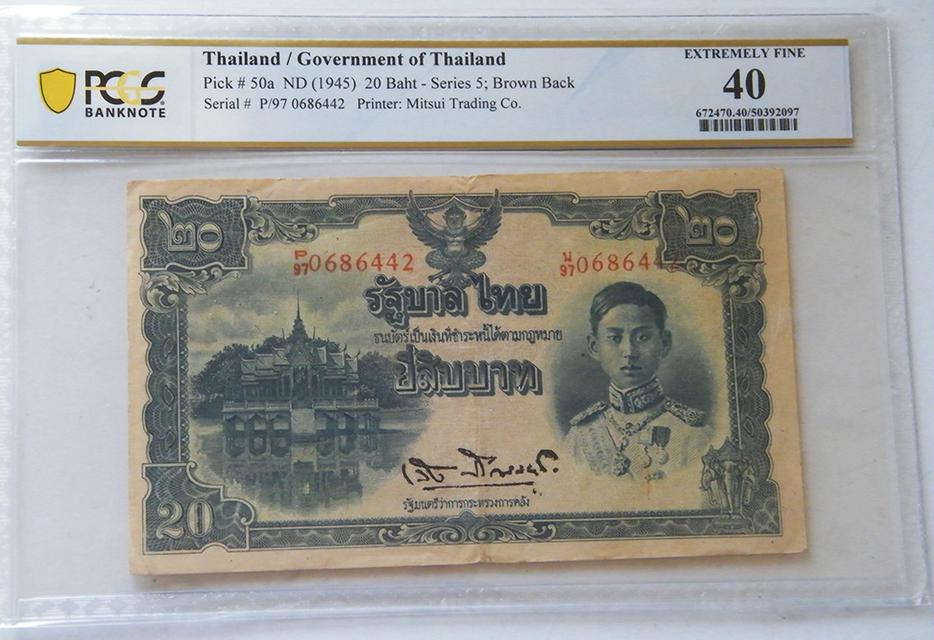 PCGS
BANKNOTE
Thailand / Government of Thailand
Pick # 50a ND (1945) 20 Baht - Series 5; Brown Back
Serial # P/97 0686442 Printer: Mitsui Trading Co.
EXTREMELY FINE
40
672470.40/50392097
๒๐ ๒๐
P/97 0686442
น/97 068644
รัฐบาลไทย
ธนบัตร์เป็นเงินที่ชำระหนี้ได้ตามกฎหมาย
ยี่สิบบาท
รัฐมนตรีว่าการกระทรวงการคลัง
20